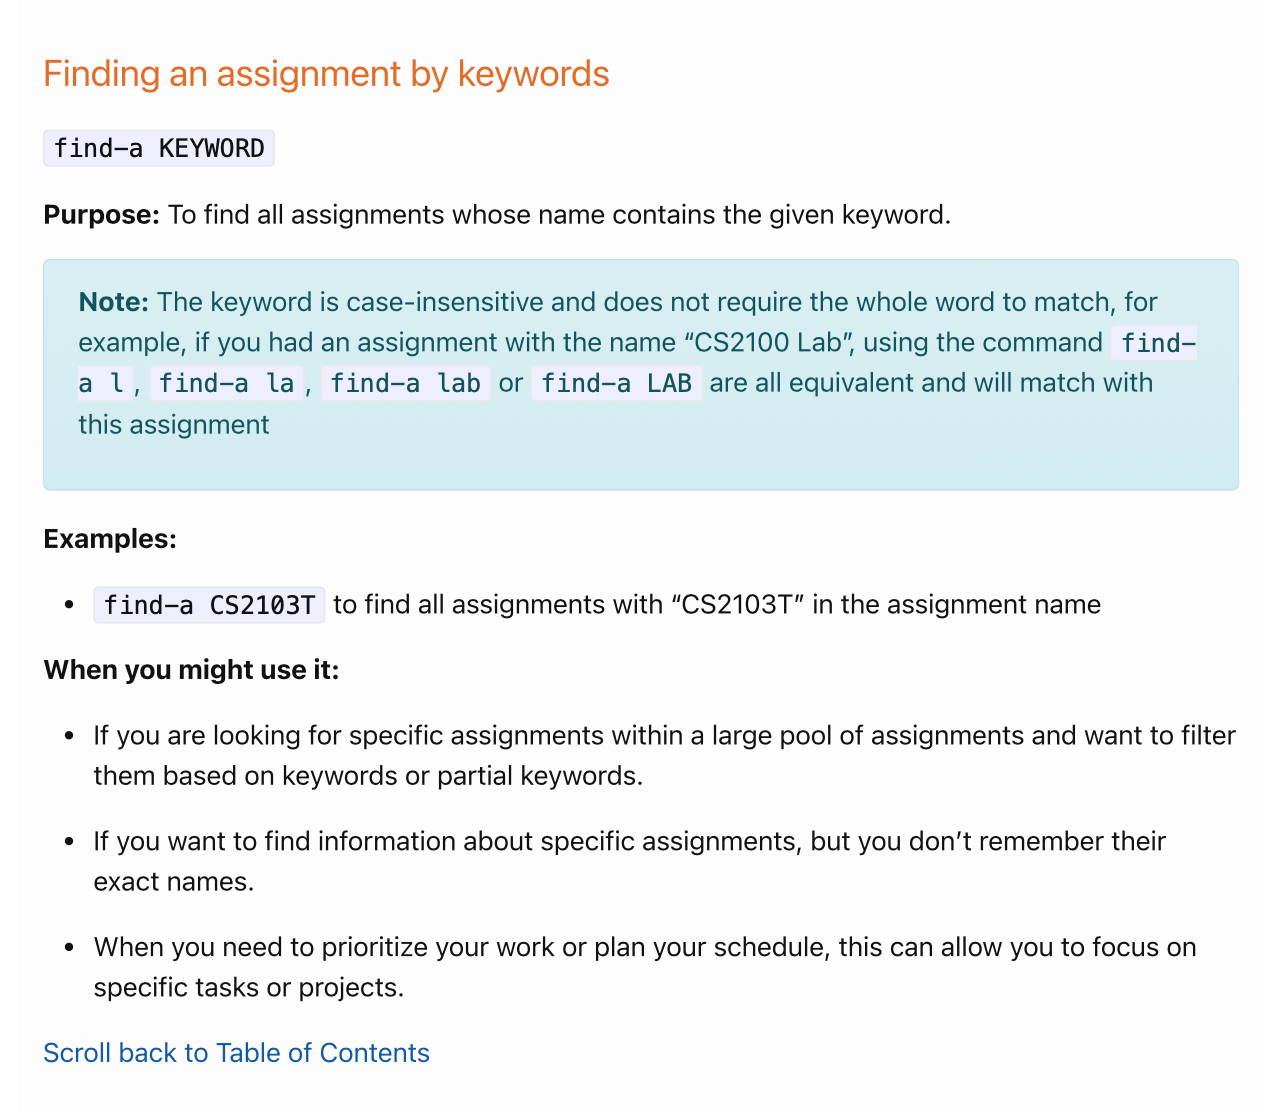 Finding an assignment by keywords
find-a KEYWORD
Purpose: To find all assignments whose name contains the given keyword.
Note: The keyword is case-insensitive and does not require the whole word to match, for
example, if you had an assignment with the name “CS2100 Lab”, using the command find-
a l, find-a la, find-a lab or find-a LAB are all equivalent and will match with
this assignment
Examples:
• find-a CS2103T to find all assignments with “CS2103T” in the assignment name
When you might use it:
• If you are looking for specific assignments within a large pool of assignments and want to filter
them based on keywords or partial keywords.
• If you want to find information about specific assignments, but you don’t remember their
exact names.
• When you need to prioritize your work or plan your schedule, this can allow you to focus on
specific tasks or projects.
Scroll back to Table of Contents